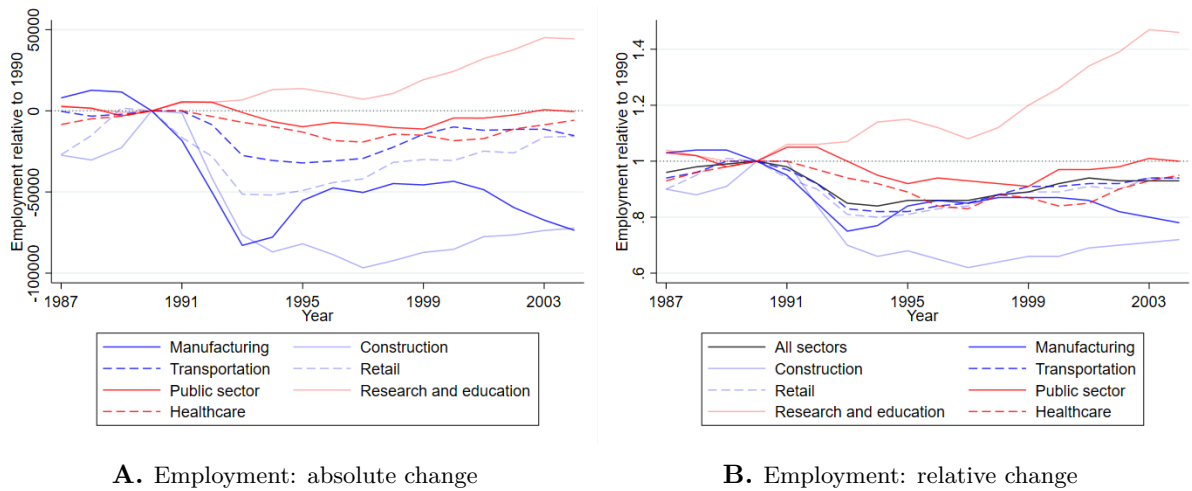 Employment relative to 1990
50000
0
-50000
-100000
1987
1991
1995
1999
2003
Year
Manufacturing
Construction
Transportation
Retail
Public sector
Research and education
Healthcare
A. Employment: absolute change
Employment relative to 1990
1.4
1.2
1
.8
.6
1987
1991
1995
1999
2003
Year
All sectors
Manufacturing
Construction
Transportation
Retail
Public sector
Research and education
Healthcare
B. Employment: relative change